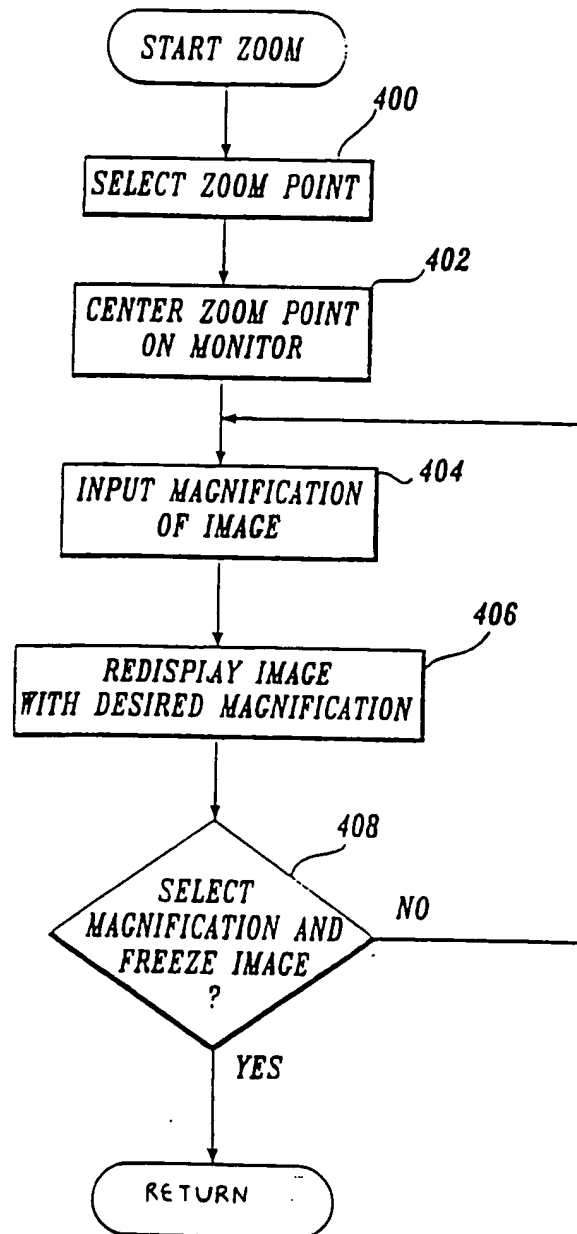 START ZOOM
400
SELECT ZOOM POINT
402
CENTER ZOOM POINT
ON MONITOR
404
INPUT MAGNIFICATION
OF IMAGE
406
REDISPLAY IMAGE
WITH DESIRED MAGNIFICATION
408
SELECT
MAGNIFICATION AND
FREEZE IMAGE
?
NO
YES
RETURN